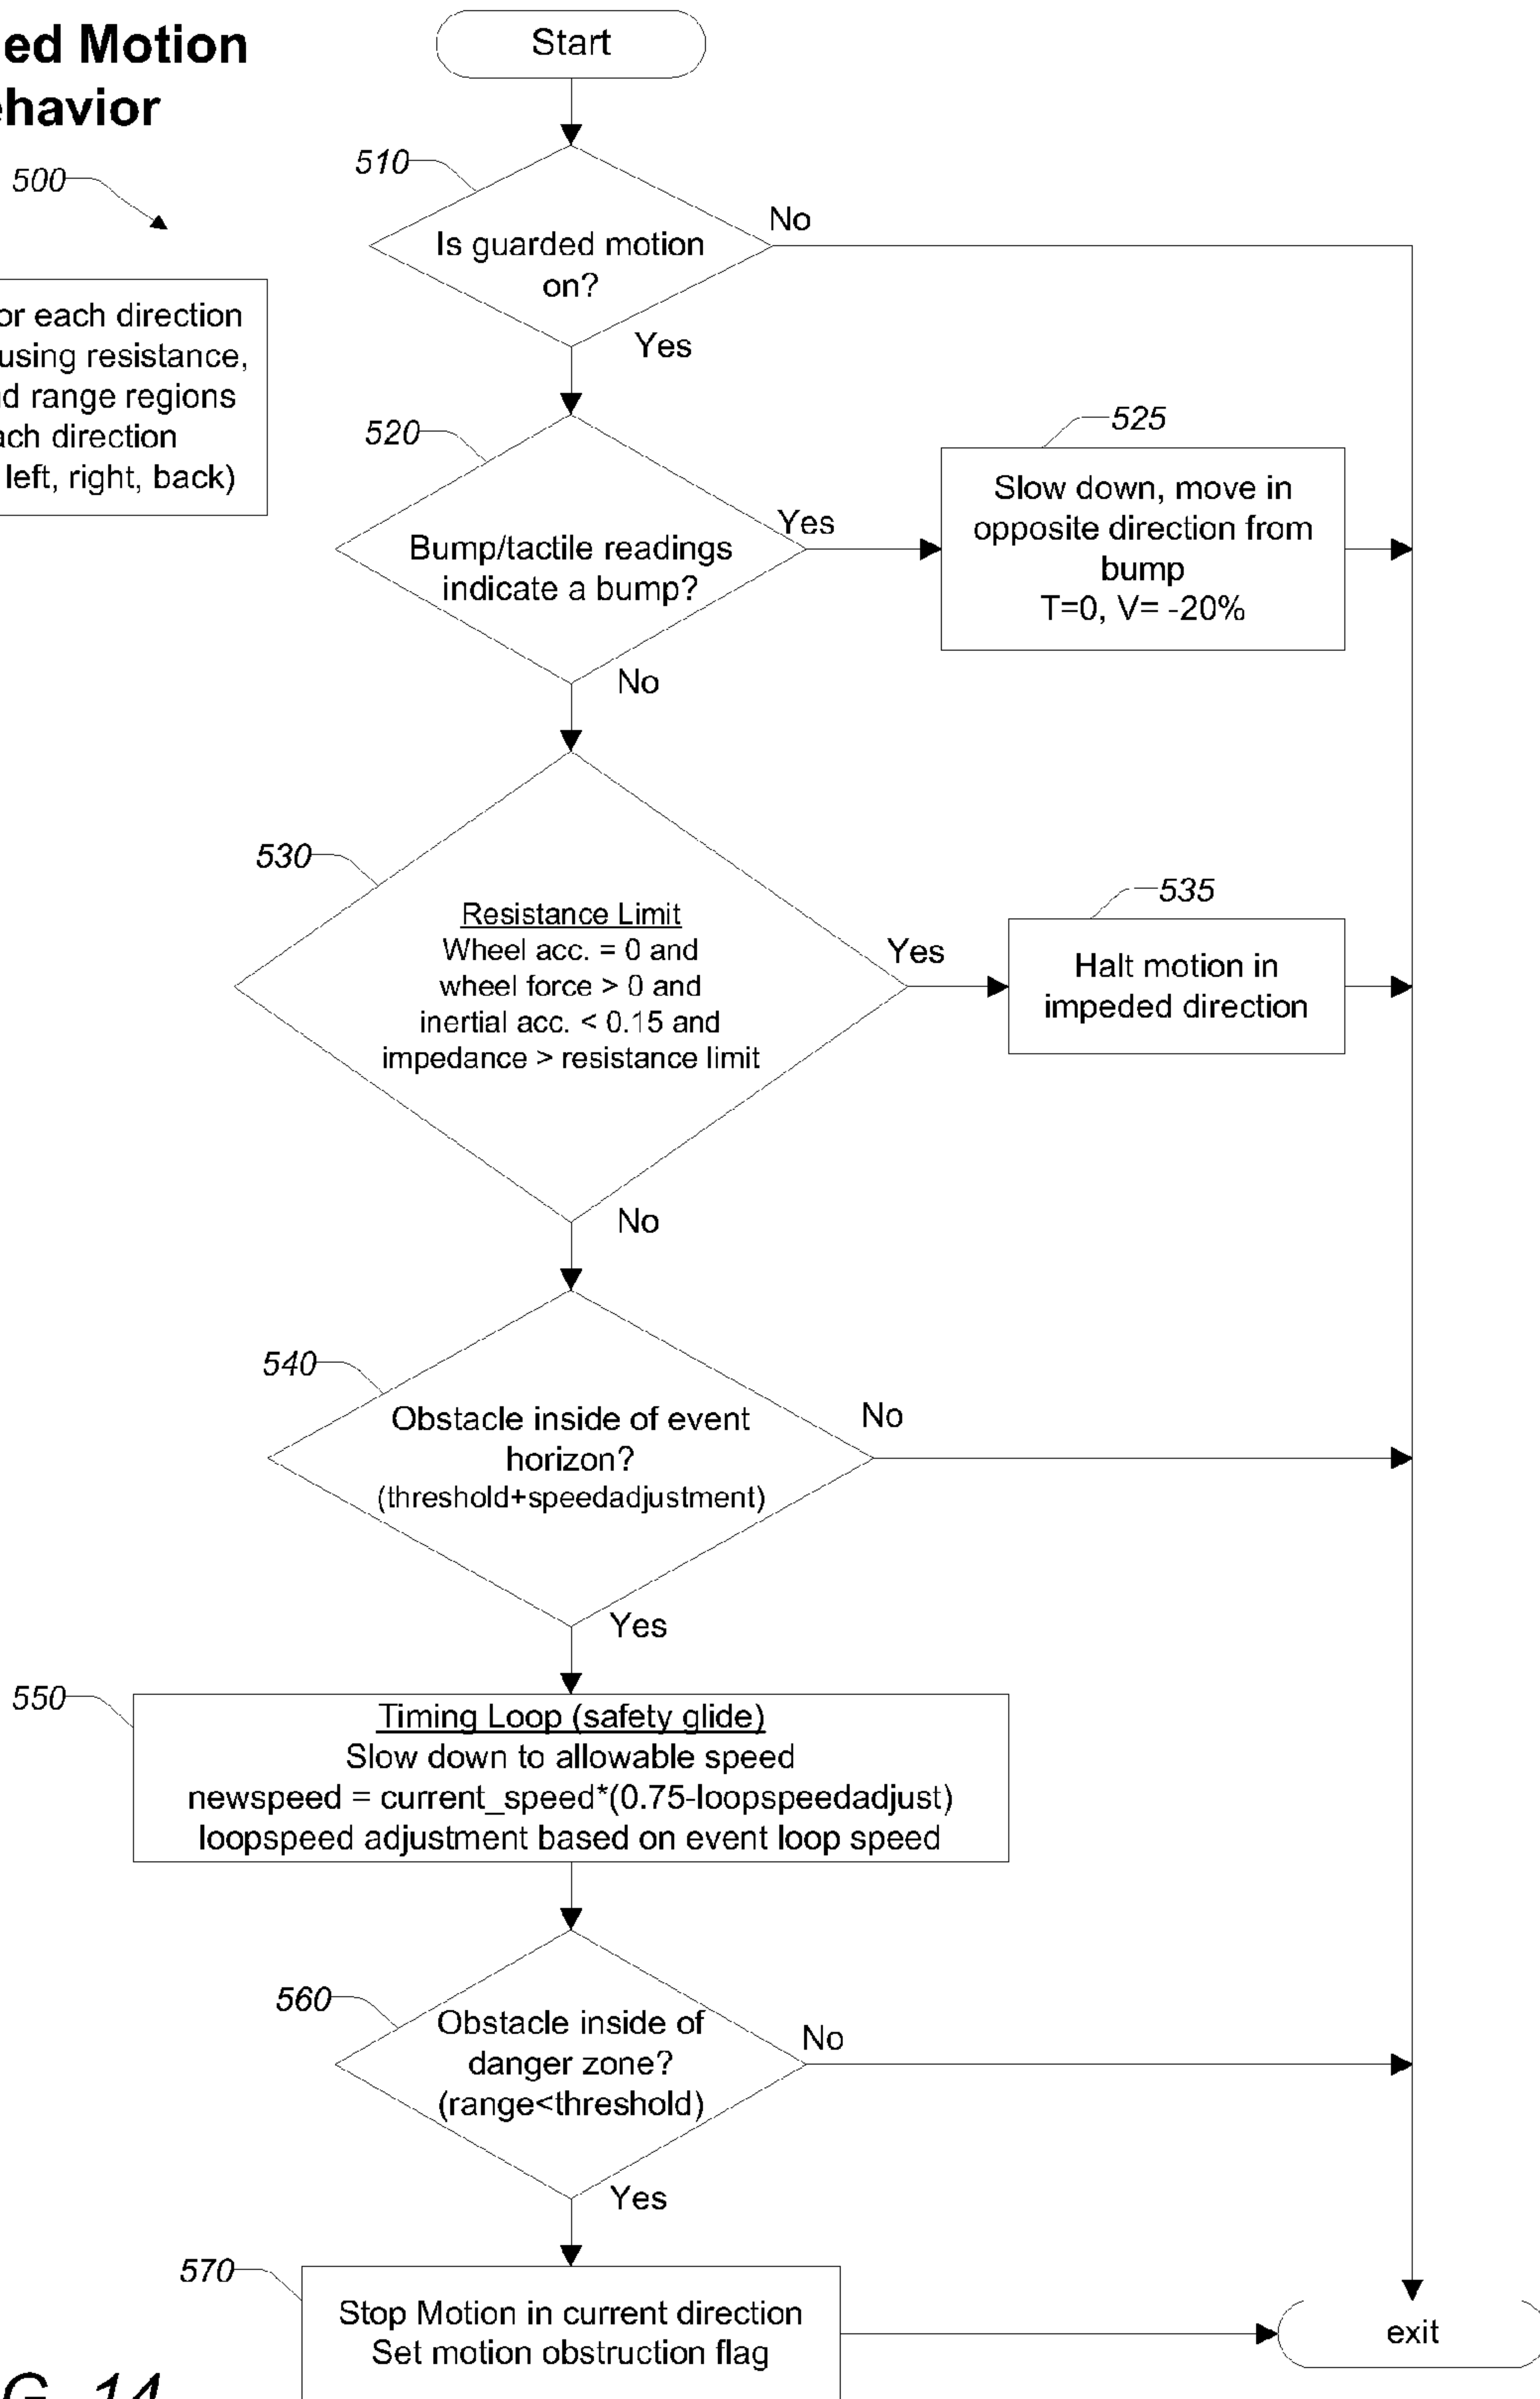 ed Motion
ehavior
500
or each direction
using resistance,
d range regions
ach direction
left, right, back)
Start
510
Is guarded motion
on?
No
Yes
520
Bump/tactile readings
indicate a bump?
Yes
No
525
Slow down, move in
opposite direction from
bump
T=0, V= -20%
530
Resistance Limit
Wheel acc. = 0 and
wheel force > 0 and
inertial acc. < 0.15 and
impedance > resistance limit
Yes
No
535
Halt motion in
impeded direction
540
Obstacle inside of event
horizon?
(threshold+speedadjustment)
No
Yes
550
Timing Loop (safety glide)
Slow down to allowable speed
newspeed = current_speed*(0.75-loopspeedadjust)
loopspeed adjustment based on event loop speed
560
Obstacle inside of
danger zone?
(range<threshold)
No
Yes
570
Stop Motion in current direction
Set motion obstruction flag
exit
G. 14